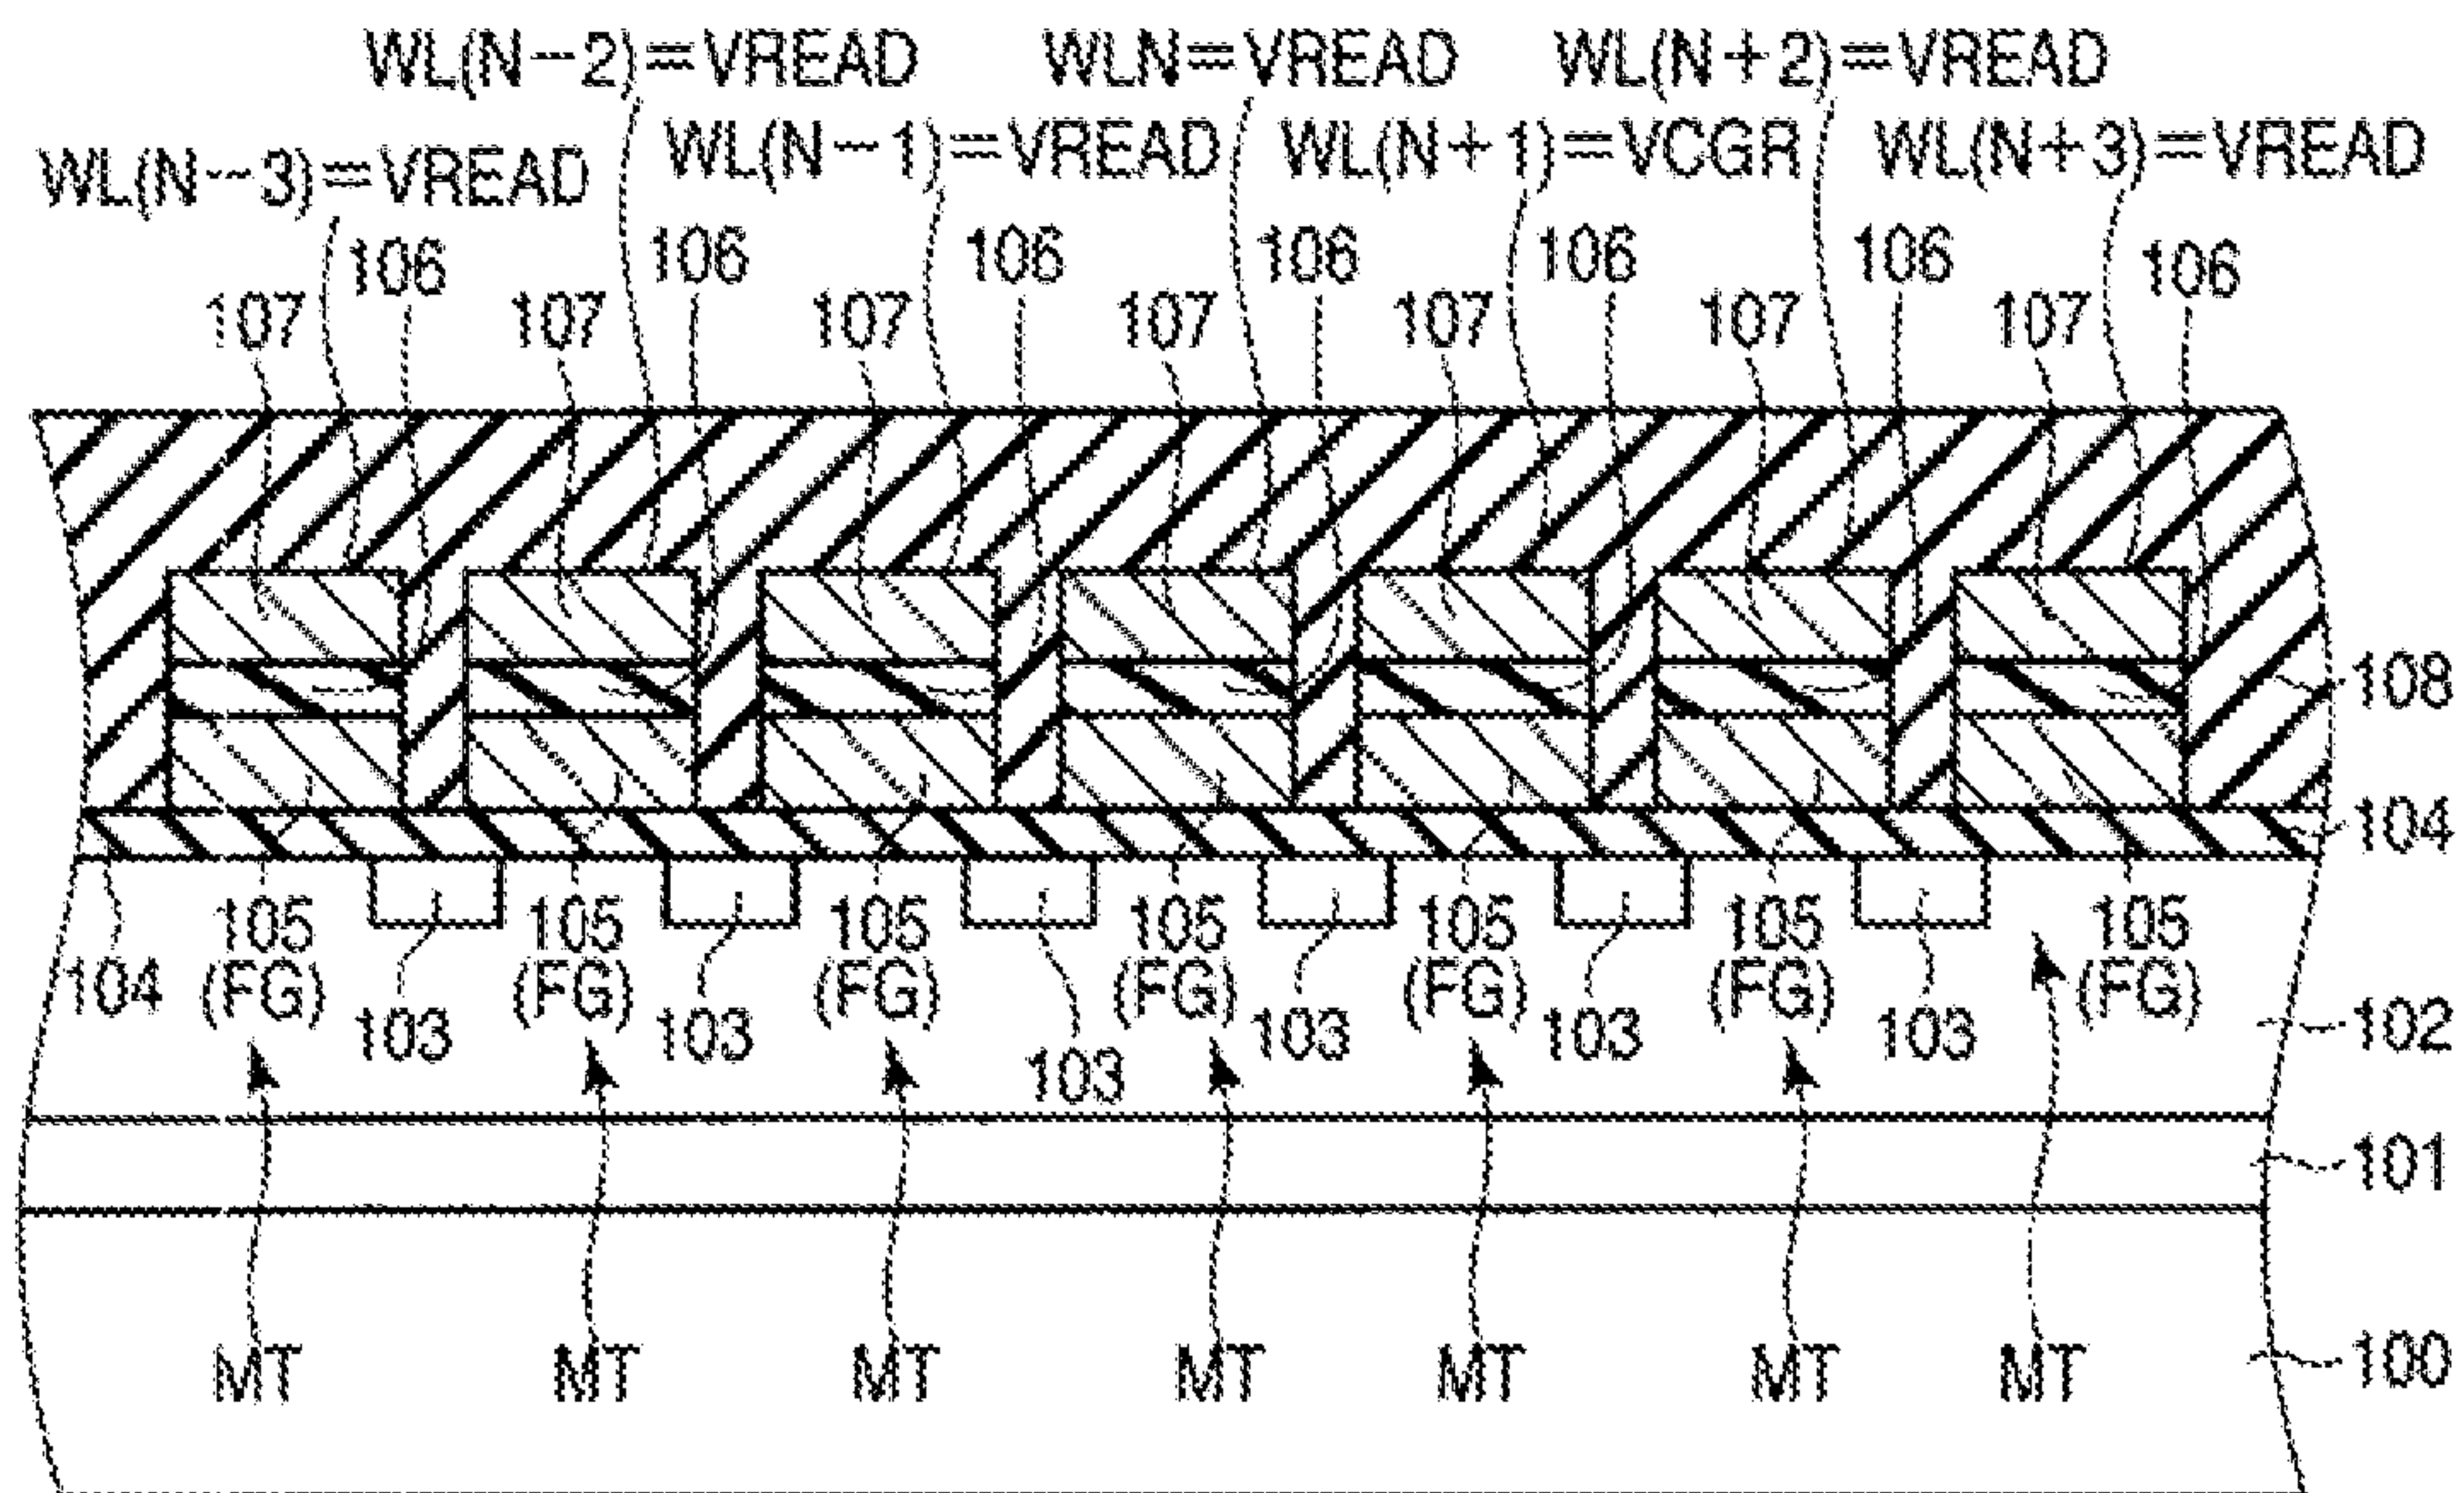 WL(N-2)=VREAD WLN=VREAD WL(N+2)=VREAD
WL(N-3)=VREAD WL(N-1)=VREAD WL(N+1)=VCGR WL(N+3)=VREAD
106 106 106 106 106 106 106
107 107 107 107 107 107 107
108
104
105 105 105 105 105 105 105
(FG) (FG) (FG) (FG) (FG) (FG) (FG)
104 103 103 103 103 103 103 102
101
MT MT MT MT MT MT MT 100